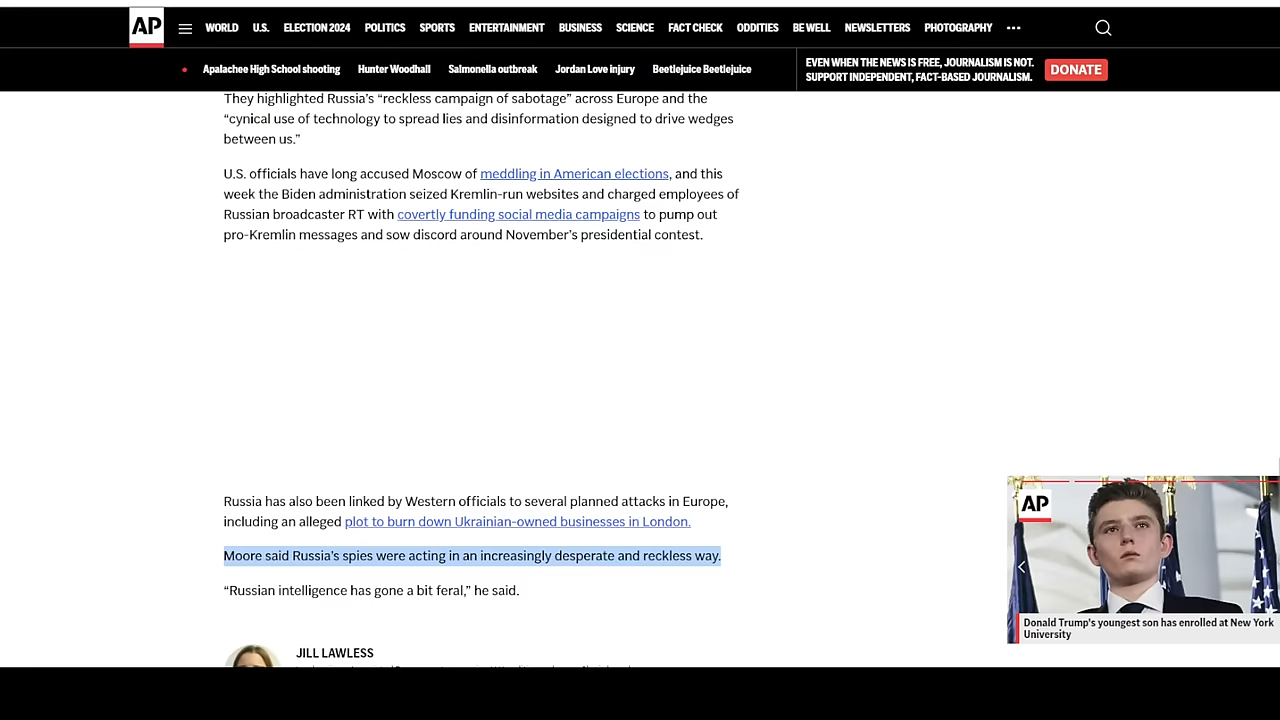 AP
WORLD U.S. ELECTION 2024 POLITICS SPORTS ENTERTAINMENT BUSINESS SCIENCE FACT CHECK ODDITIES BE WELL NEWSLETTERS PHOTOGRAPHY
Apalachee High School shooting Hunter Woodhall Salmonella outbreak Jordan Love injury Beetlejuice Beetlejuice
EVEN WHEN THE NEWS IS FREE, JOURNALISM IS NOT.
SUPPORT INDEPENDENT, FACT-BASED JOURNALISM.
DONATE
They highlighted Russia’s “reckless campaign of sabotage” across Europe and the
“cynical use of technology to spread lies and disinformation designed to drive wedges
between us.”
U.S. officials have long accused Moscow of meddling in American elections, and this
week the Biden administration seized Kremlin-run websites and charged employees of
Russian broadcaster RT with covertly funding social media campaigns to pump out
pro-Kremlin messages and sow discord around November’s presidential contest.
Russia has also been linked by Western officials to several planned attacks in Europe,
including an alleged plot to burn down Ukrainian-owned businesses in London.
Moore said Russia’s spies were acting in an increasingly desperate and reckless way.
“Russian intelligence has gone a bit feral,” he said.
JILL LAWLESS
AP
Donald Trump’s youngest son has enrolled at New York
University